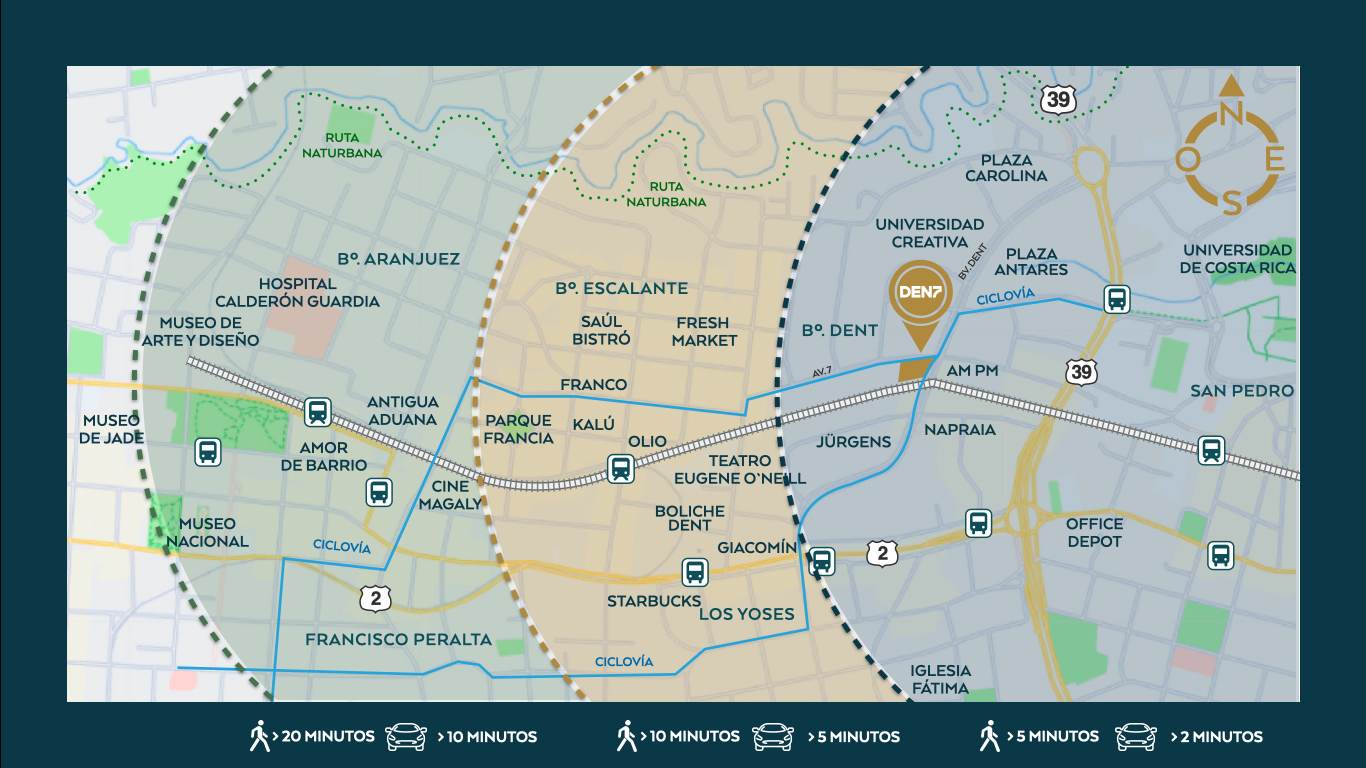 39
N
O
E
S
RUTA
NATURBANA
PLAZA
CAROLINA
RUTA
NATURBANA
UNIVERSIDAD
CREATIVA
BV. DENT
PLAZA
ANTARES
UNIVERSIDAD
DE COSTA RICA
Bº. ARANJUEZ
HOSPITAL
CALDERÓN GUARDIA
Bº. ESCALANTE
DEN7
CICLOVÍA
MUSEO DE
ARTE Y DISEÑO
SAÚL
BISTRÓ
FRESH
MARKET
Bº. DENT
AV.7
AM PM
39
FRANCO
SAN PEDRO
ANTIGUA
ADUANA
MUSEO
DE JADE
PARQUE
FRANCIA
KALÚ
OLIO
JÜRGENS
NAPRAIA
AMOR
DE BARRIO
TEATRO
EUGENE O`NEILL
CINE
MAGALY
BOLICHE
DENT
MUSEO
NACIONAL
OFFICE
DEPOT
CICLOVÍA
GIACOMÍN
2
2
STARBUCKS
LOS YOSES
FRANCISCO PERALTA
CICLOVÍA
IGLESIA
FÁTIMA
> 20 MINUTOS > 10 MINUTOS > 10 MINUTOS > 5 MINUTOS > 5 MINUTOS > 2 MINUTOS